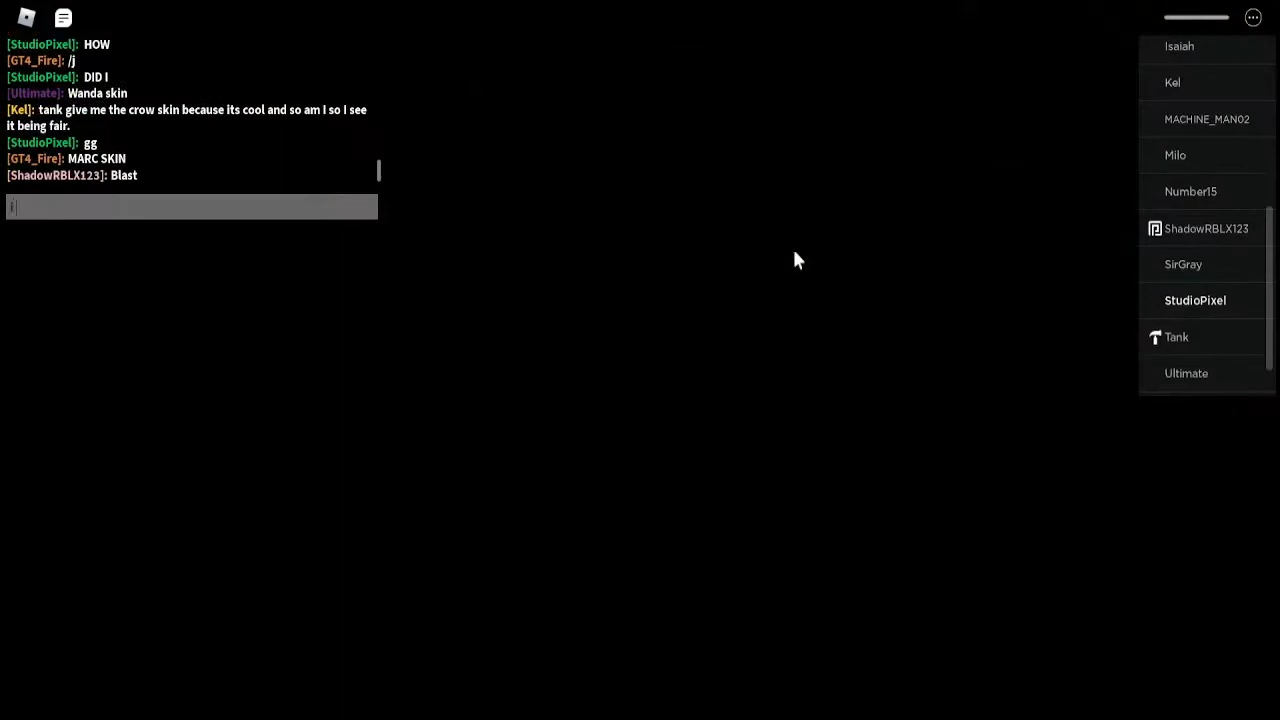 [StudioPixel]: HOW
[GT4_Fire]: /j
[StudioPixel]: DID I
[Ultimate]: Wanda skin
[Kel]: tank give me the crow skin because its cool and so am I so I see
it being fair.
[StudioPixel]: gg
[GT4_Fire]: MARC SKIN
[ShadowRBLX123]: Blast
i
Isaiah
Kel
MACHINE_MAN02
Milo
Number15
ShadowRBLX123
SirGray
StudioPixel
Tank
Ultimate